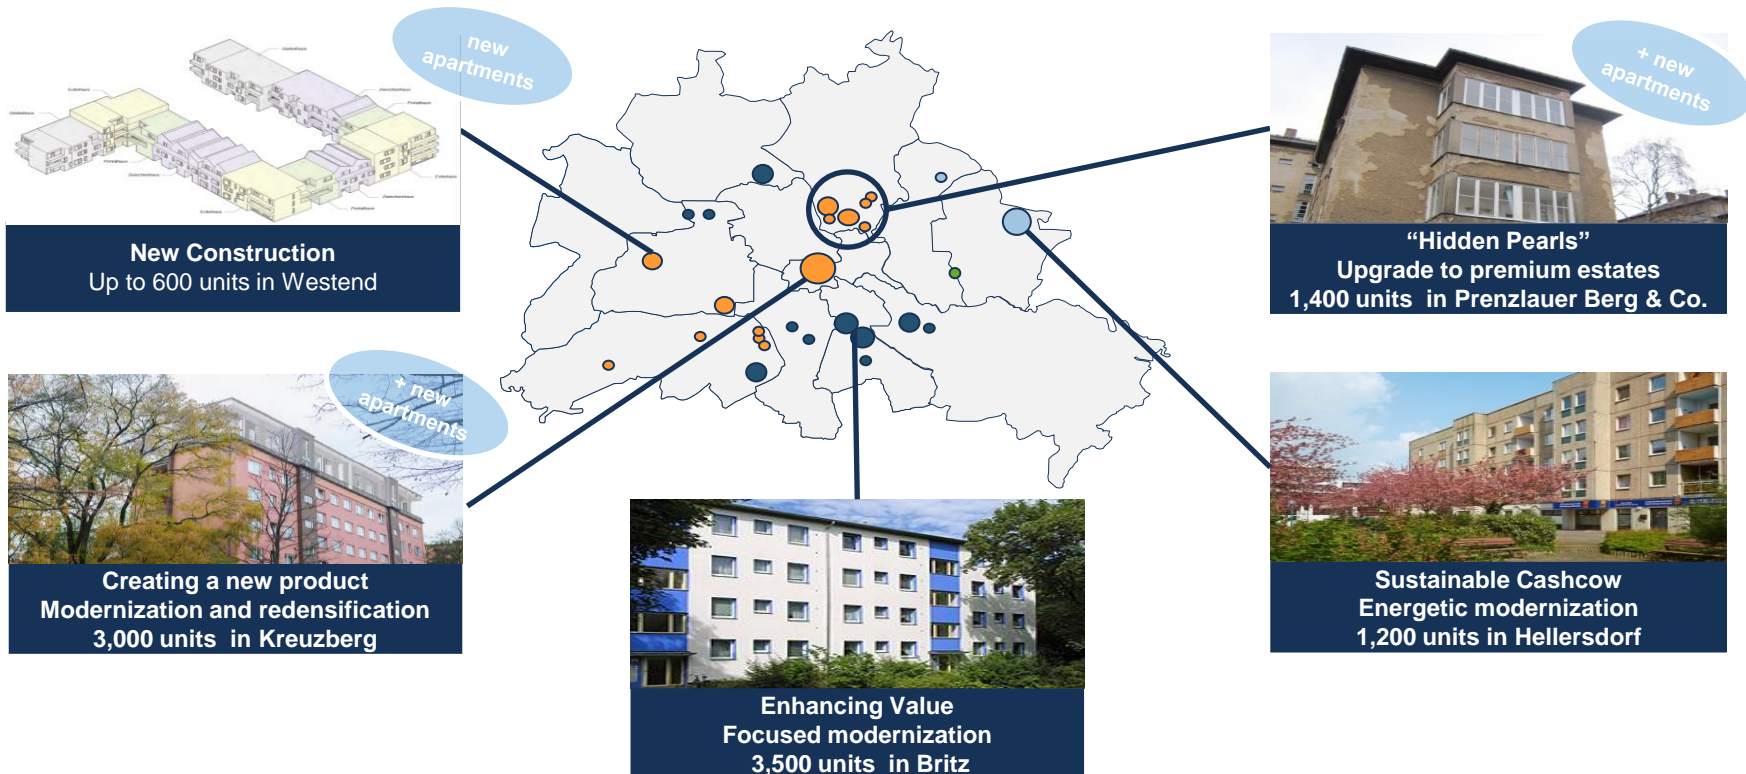 new
apartments
New Construction
Up to 600 units in Westend
+ new
apartments
“Hidden Pearls”
Upgrade to premium estates
1,400 units in Prenzlauer Berg & Co.
+ new
apartments
Creating a new product
Modernization and redensification
3,000 units in Kreuzberg
Enhancing Value
Focused modernization
3,500 units in Britz
Sustainable Cashcow
Energetic modernization
1,200 units in Hellersdorf